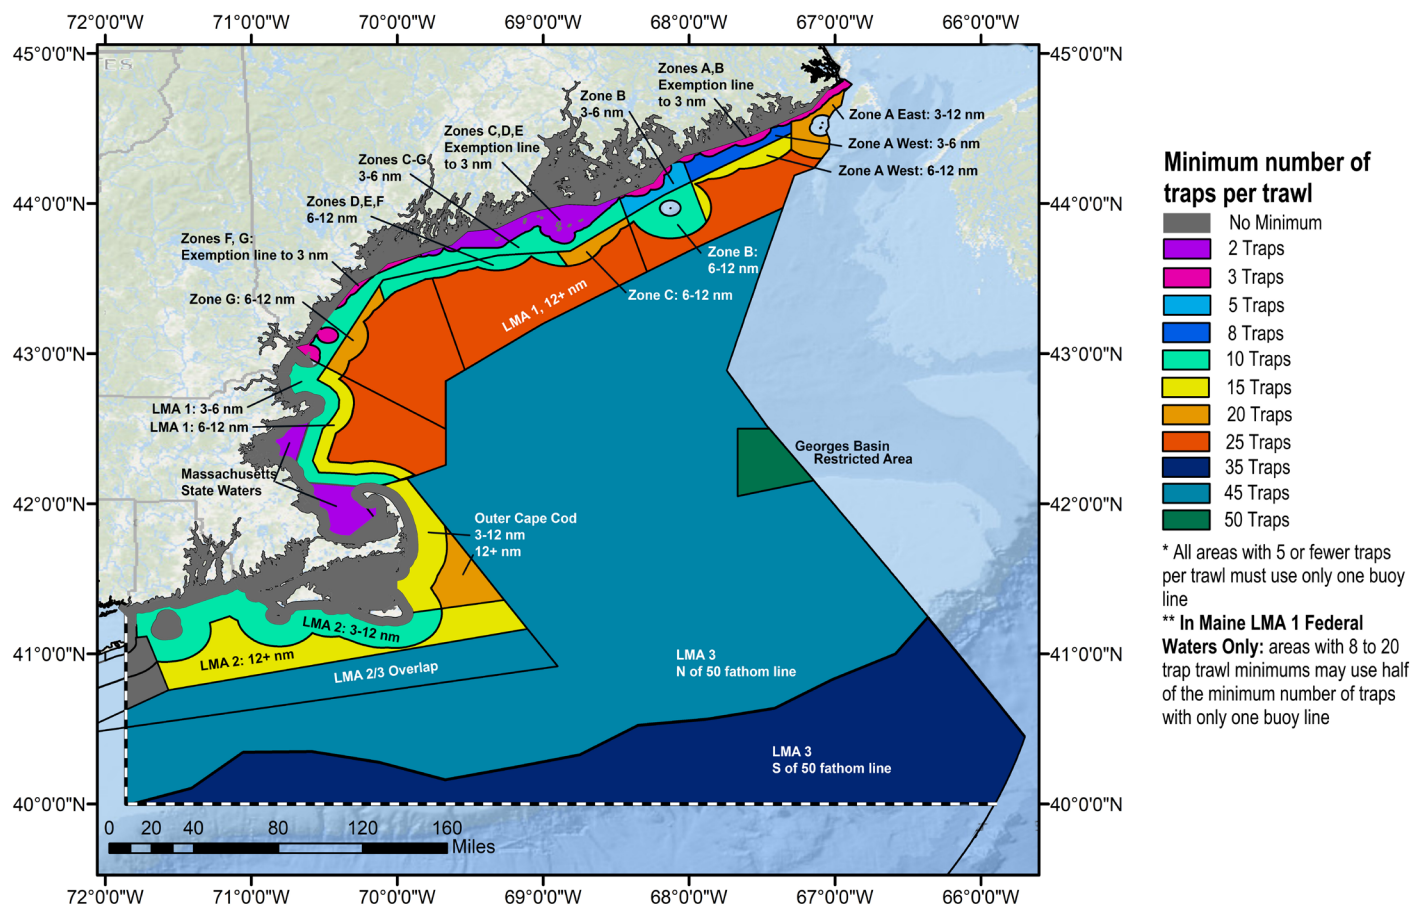 72°0'0"W
71°0'0"W
70°0'0"W
69°0'0"W
68°0'0"W
67°0'0"W
66°0'0"W
45°0'0"N
45°0'0"N
44°0'0"N
44°0'0"N
43°0'0"N
43°0'0"N
42°0'0"N
42°0'0"N
41°0'0"N
41°0'0"N
40°0'0"N
40°0'0"N
E S
Zones A,B
Exemption line
to 3 nm
Zone B
3-6 nm
Zone A East: 3-12 nm
Zones C,D,E
Exemption line
to 3 nm
Zone A West: 3-6 nm
Zones C-G
3-6 nm
Zone A West: 6-12 nm
Zones D,E,F
6-12 nm
Zones F, G:
Exemption line to 3 nm
Zone B:
6-12 nm
Zone G: 6-12 nm
Zone C: 6-12 nm
LMA 1, 12+ nm
LMA 1: 3-6 nm
LMA 1: 6-12 nm
Georges Basin
Restricted Area
Massachusetts
State Waters
Outer Cape Cod
3-12 nm
12+ nm
LMA 2: 3-12 nm
LMA 2: 12+ nm
LMA 2/3 Overlap
LMA 3
N of 50 fathom line
LMA 3
S of 50 fathom line
0 20 40 80 120 160
Miles
72°0'0"W
71°0'0"W
70°0'0"W
69°0'0"W
68°0'0"W
67°0'0"W
66°0'0"W
Minimum number of
traps per trawl
No Minimum
2 Traps
3 Traps
5 Traps
8 Traps
10 Traps
15 Traps
20 Traps
25 Traps
35 Traps
45 Traps
50 Traps
* All areas with 5 or fewer traps
per trawl must use only one buoy
line
** In Maine LMA 1 Federal
Waters Only: areas with 8 to 20
trap trawl minimums may use half
of the minimum number of traps
with only one buoy line